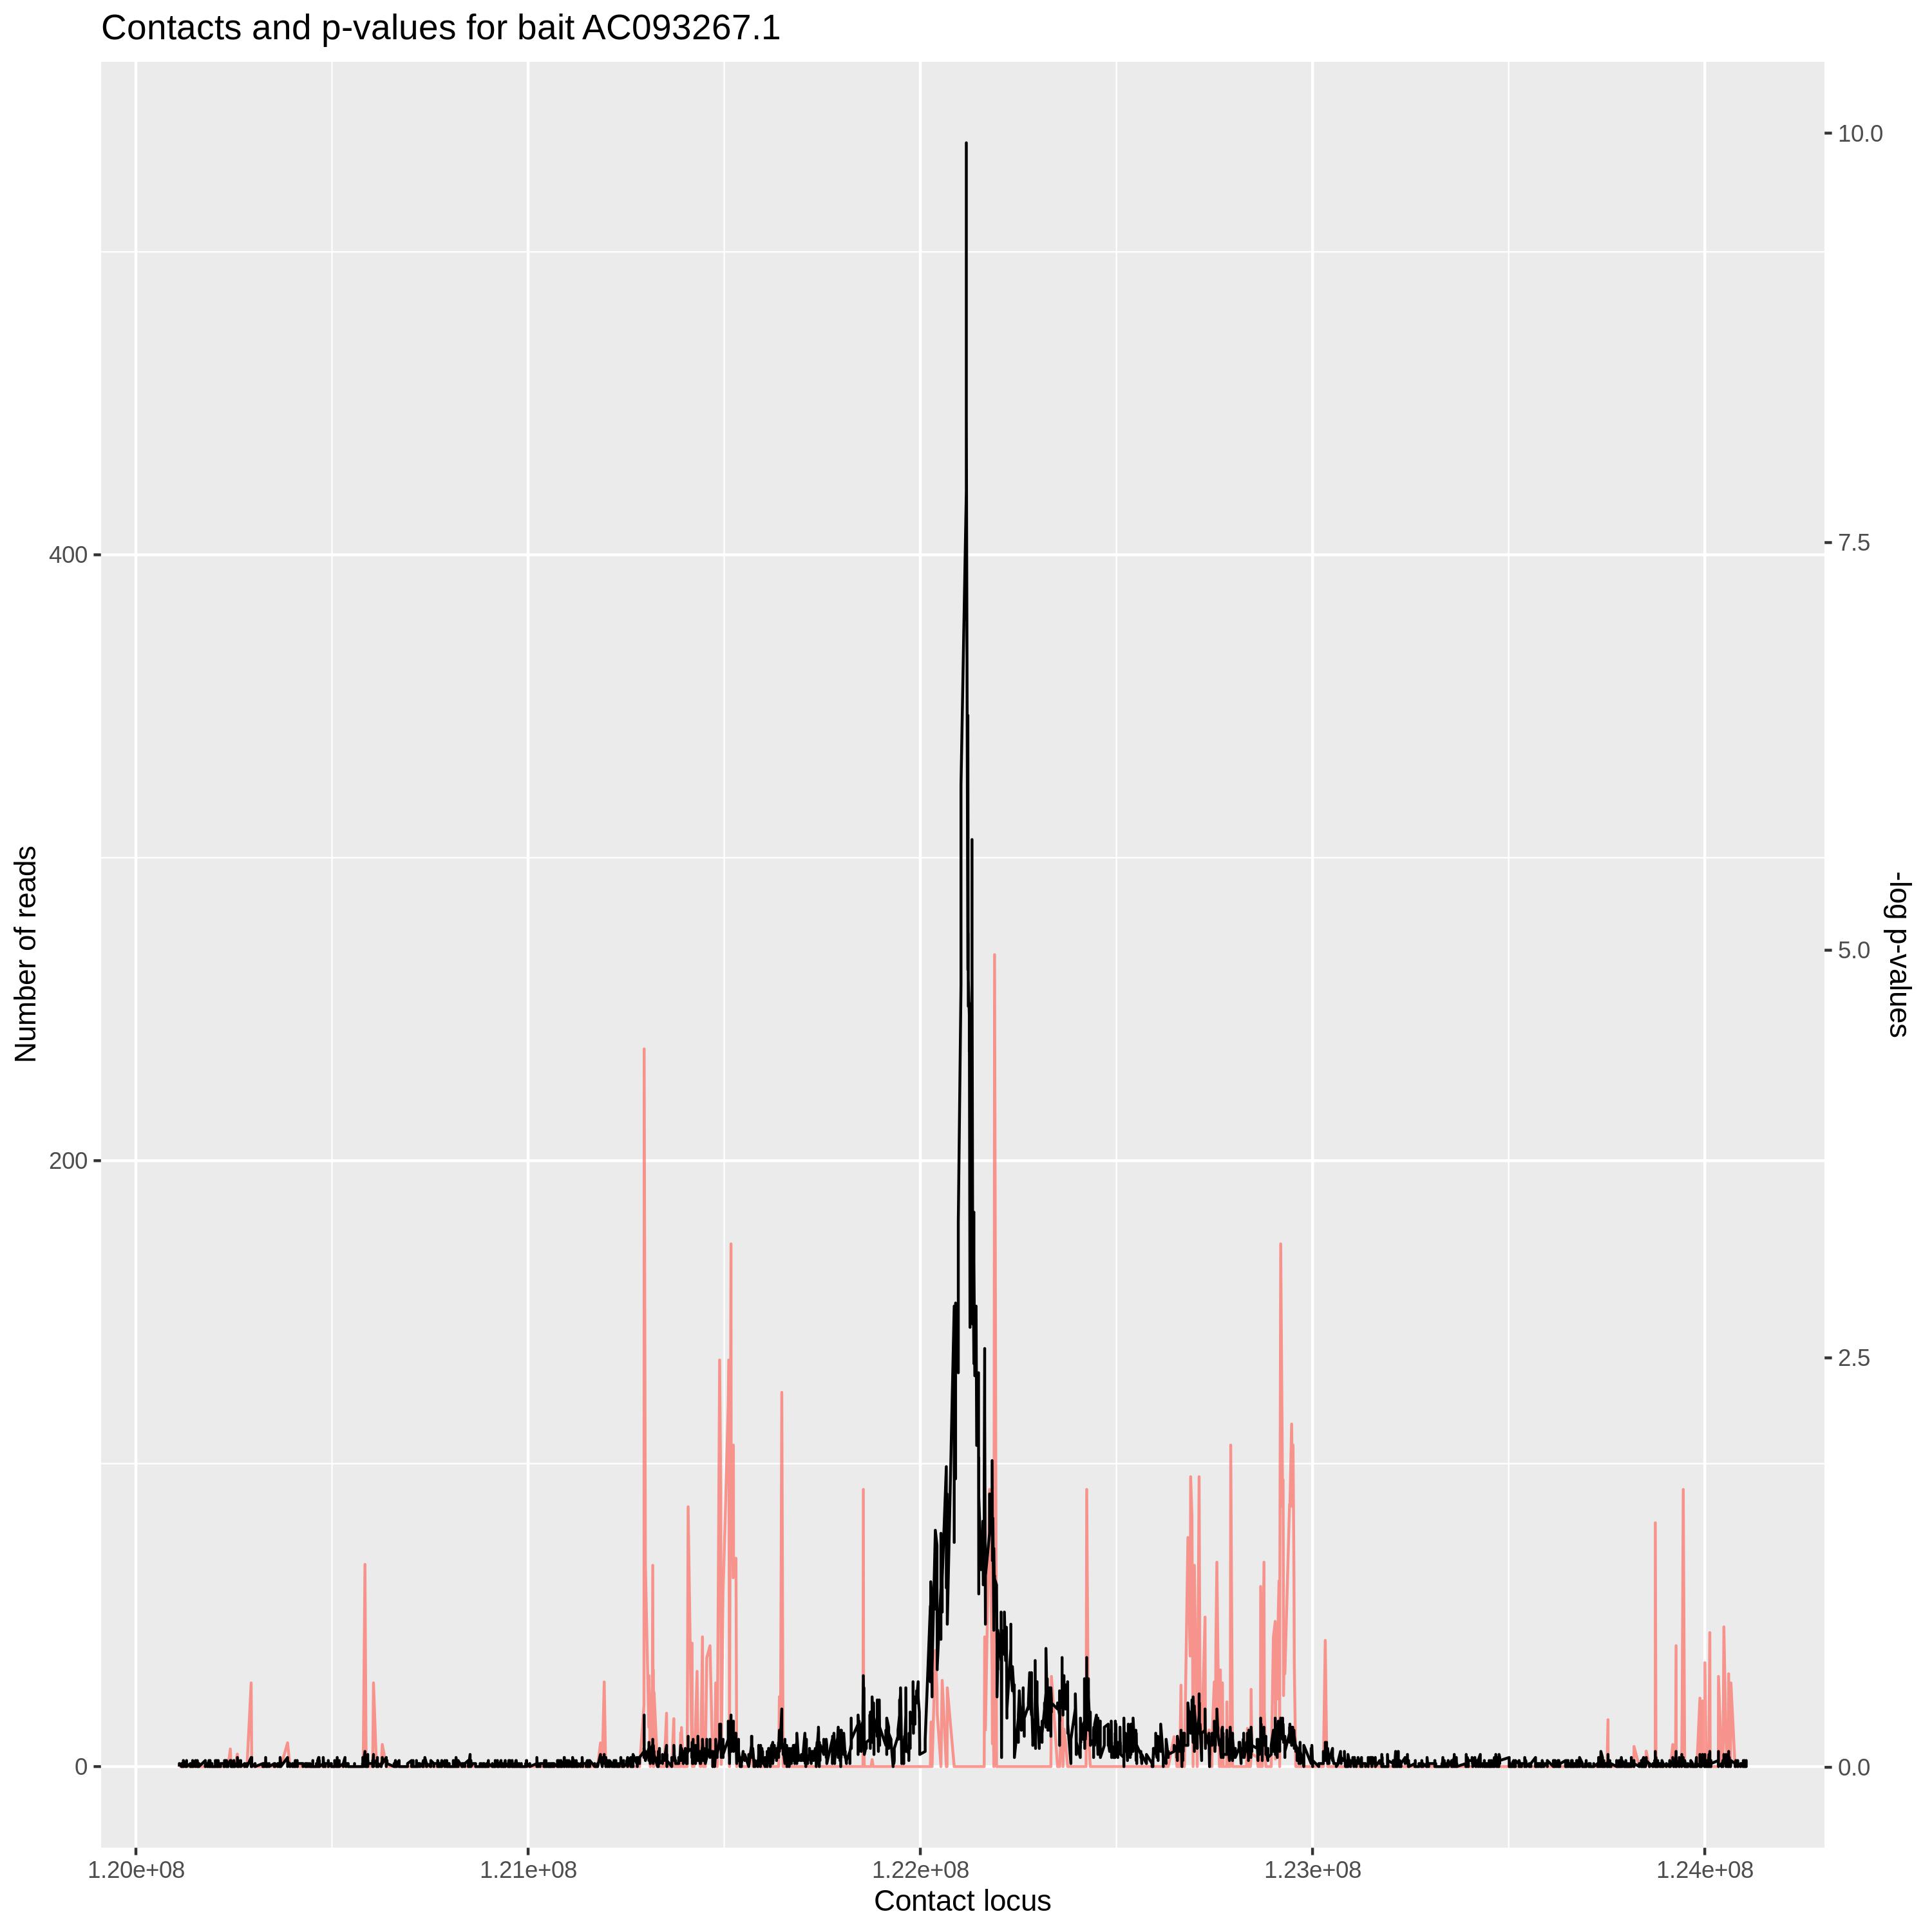 Contacts and p-values for bait AC093267.1
Number of reads
400
200
0
10.0
7.5
5.0
2.5
0.0
-log p-values
1.20e+08
1.21e+08
1.22e+08
1.23e+08
1.24e+08
Contact locus